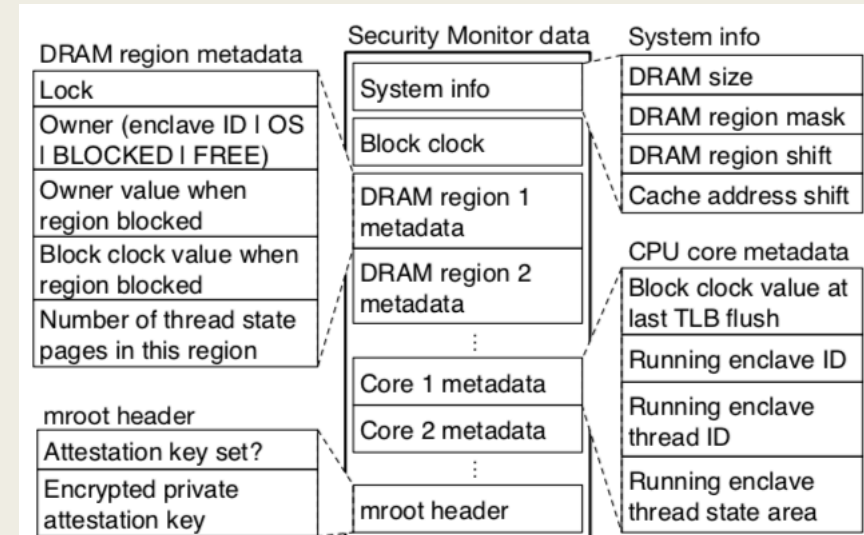 DRAM region metadata
Lock
Owner (enclave ID | OS
| BLOCKED | FREE)
Owner value when
region blocked
Block clock value when
region blocked
Number of thread state
pages in this region
mroot header
Attestation key set?
Encrypted private
attestation key
Security Monitor data
System info
Block clock
DRAM region 1
metadata
DRAM region 2
metadata
⋮
Core 1 metadata
Core 2 metadata
⋮
mroot header
System info
DRAM size
DRAM region mask
DRAM region shift
Cache address shift
CPU core metadata
Block clock value at
last TLB flush
Running enclave ID
Running enclave
thread ID
Running enclave
thread state area